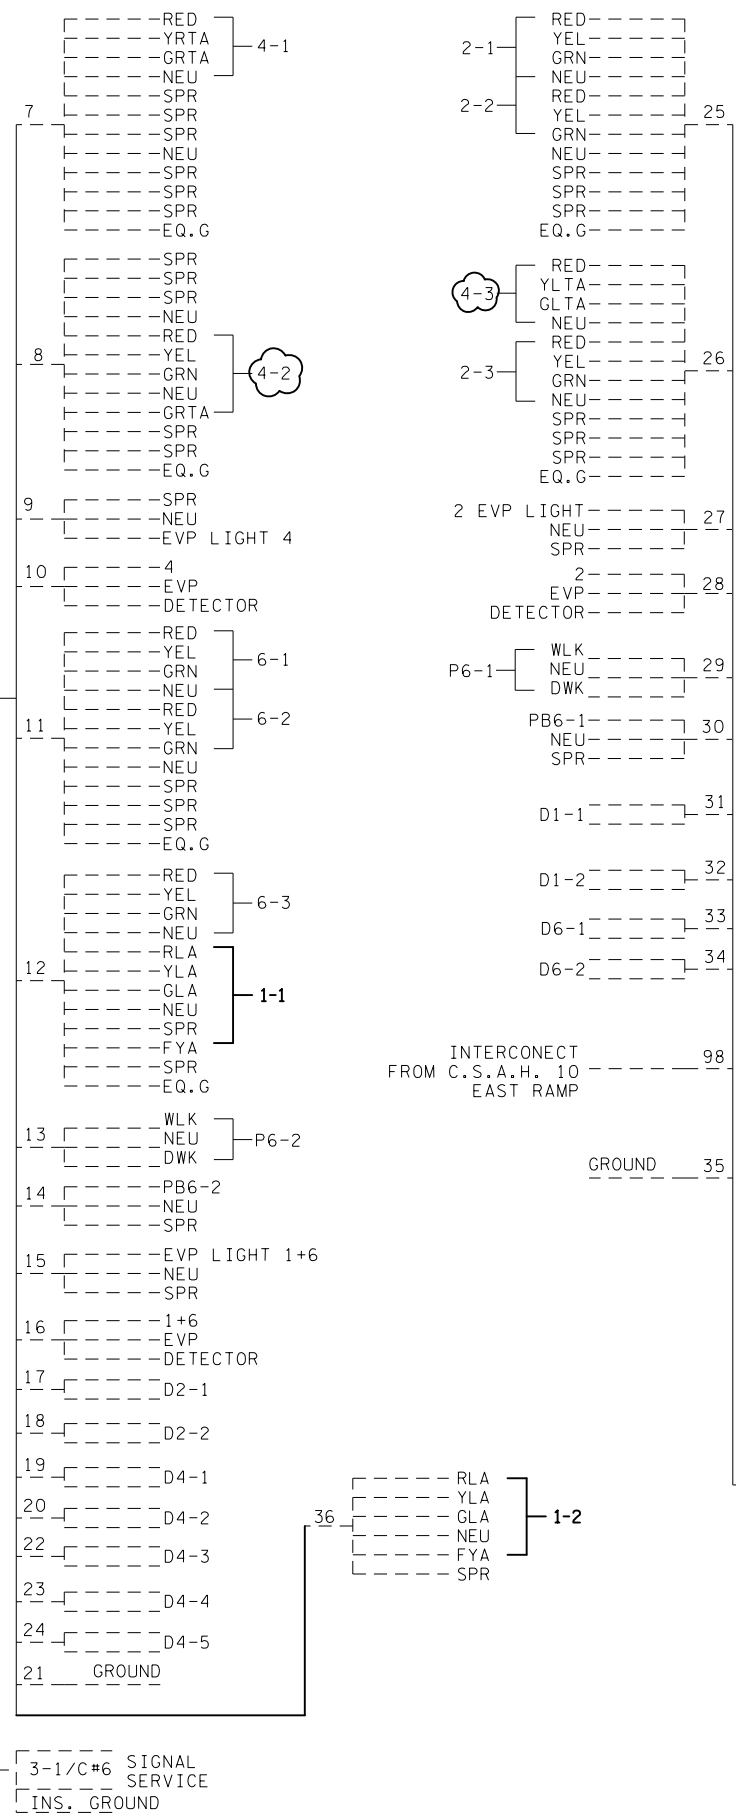 RED
YRTA
GRTA
NEU
4-1
SPR
SPR
SPR
NEU
SPR
SPR
SPR
EQ.G
7
SPR
SPR
SPR
NEU
RED
YEL
GRN
NEU
GRTA
4-2
SPR
SPR
EQ.G
8
SPR
NEU
EVP LIGHT 4
9
4
EVP
DETECTOR
10
RED
YEL
GRN
NEU
6-1
RED
YEL
GRN
6-2
NEU
SPR
SPR
SPR
EQ.G
11
RED
YEL
GRN
NEU
6-3
RLA
YLA
GLA
NEU
SPR
FYA
1-1
SPR
EQ.G
12
WLK
NEU
DWK
P6-2
13
PB6-2
NEU
SPR
14
EVP LIGHT 1+6
NEU
SPR
15
1+6
EVP
DETECTOR
16
17
D2-1
18
D2-2
19
D4-1
20
D4-2
22
D4-3
23
D4-4
24
D4-5
21
GROUND
3-1/C#6
SIGNAL
SERVICE
INS. GROUND
2-1
RED
YEL
GRN
NEU
2-2
RED
YEL
GRN
NEU
SPR
SPR
SPR
EQ.G
25
4-3
RED
YLTA
GLTA
NEU
2-3
RED
YEL
GRN
NEU
SPR
SPR
SPR
EQ.G
26
2 EVP LIGHT
NEU
SPR
27
2
EVP
DETECTOR
28
P6-1
WLK
NEU
DWK
29
PB6-1
NEU
SPR
30
D1-1
31
D1-2
32
D6-1
33
D6-2
34
INTERCONECT
FROM C.S.A.H. 10
EAST RAMP
98
GROUND
35
36
RLA
YLA
GLA
NEU
FYA
SPR
1-2